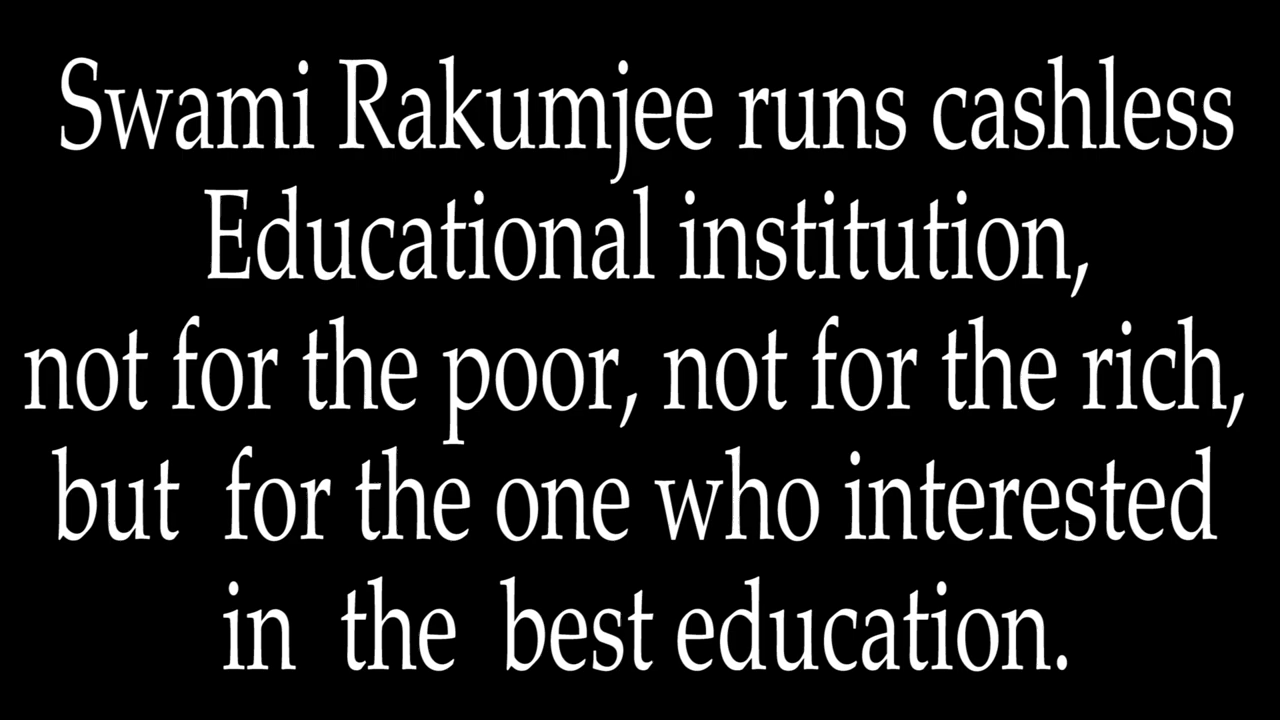 Swami Rakumjee runs cashless
Educational institution,
not for the poor, not for the rich,
but for the one who interested
in the best education.